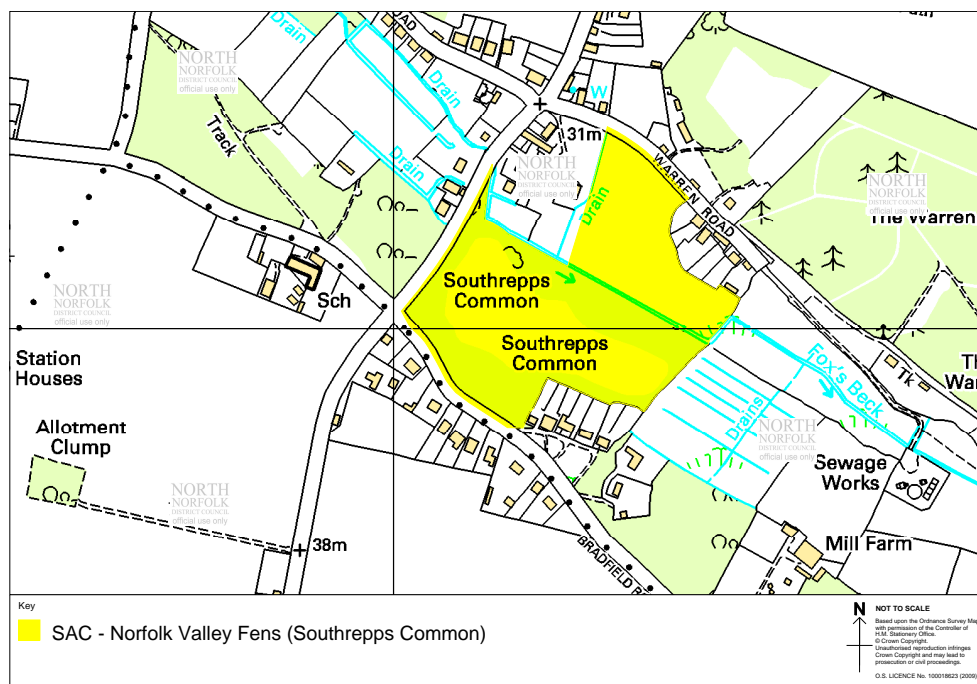 ROAD
Drain
NORTH
NORFOLK
DISTRICT COUNCIL
official use only
Drain
W
Track
31m
Drain
NORTH
NORFOLK
DISTRICT COUNCIL
official use only
WARREN ROAD
NORTH
NORFOLK
DISTRICT COUNCIL
official use only
The Warren
Drain
Southrepps
Common
Sch
NORTH
NORFOLK
DISTRICT COUNCIL
official use only
Southrepps
Common
Station
Houses
Fox's Beck
Tk
Allotment
Clump
Drains
NORTH
NORFOLK
DISTRICT COUNCIL
official use only
Sewage
Works
NORTH
NORFOLK
DISTRICT COUNCIL
official use only
38m
Mill Farm
BRADFIELD
Key
SAC - Norfolk Valley Fens (Southrepps Common)
N
NOT TO SCALE
Based upon the Ordnance Survey Map
with permission of the Controller of
H.M. Stationery Office.
© Crown Copyright.
Unauthorised reproduction infringes
Crown Copyright and may lead to
prosecution or civil proceedings.
O.S. LICENCE No. 100018623 (2009)